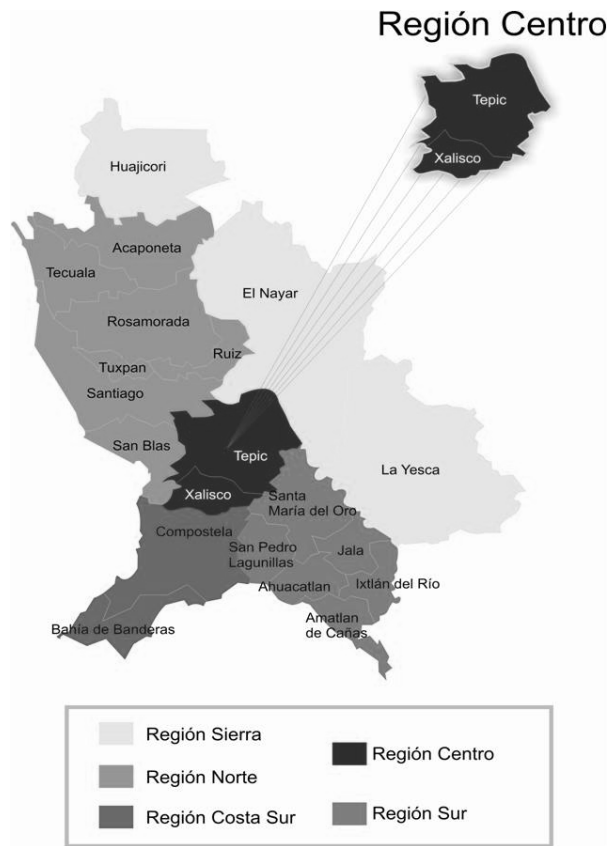 Región Centro
Tepic
Xalisco
Huajicori
Acaponeta
Tecuala
El Nayar
Rosamorada
Ruiz
Tuxpan
Santiago
San Blas
Tepic
La Yesca
Xalisco
Santa
María del Oro
Compostela
San Pedro
Lagunillas
Jala
Ahuacatlan
Ixtlán del Río
Amatlan
de Cañas
Bahía de Banderas
Región Sierra
Región Norte
Región Costa Sur
Región Centro
Región Sur